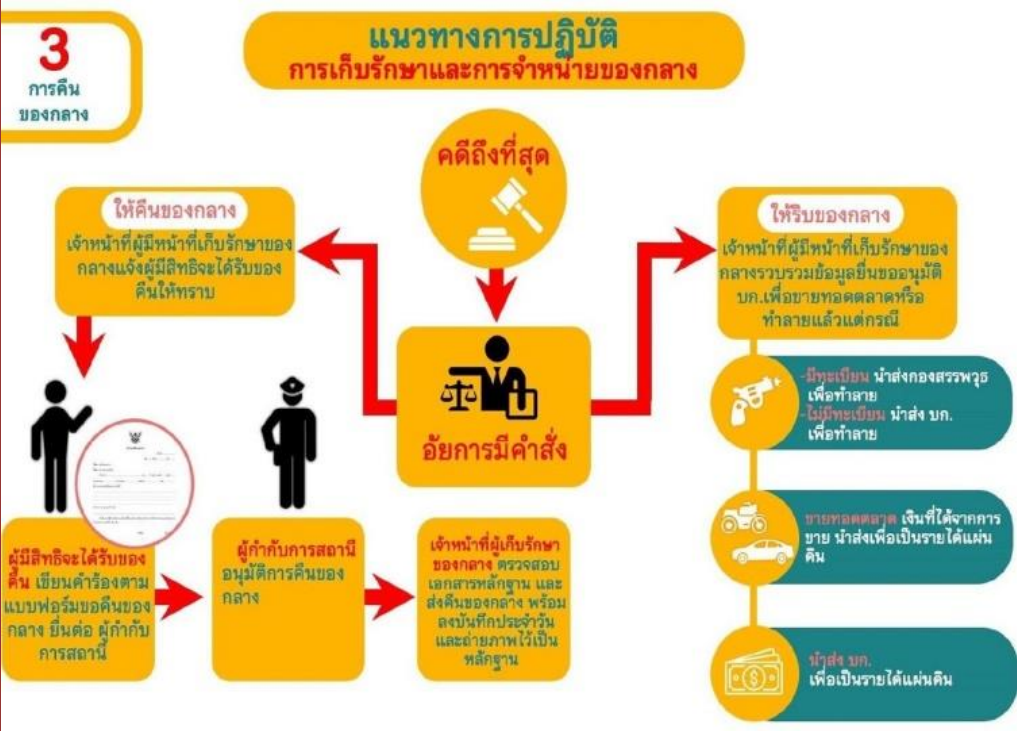 3
การคืน
ของกลาง
แนวทางการปฏิบัติ
การเก็บรักษาและการจำหน่ายของกลาง
คดีถึงที่สุด
ให้คืนของกลาง
เจ้าหน้าที่ผู้มีหน้าที่เก็บรักษาของ
กลางแจ้งผู้มีสิทธิจะได้รับของ
คืนให้ทราบ
ให้ริบของกลาง
เจ้าหน้าที่ผู้มีหน้าที่เก็บรักษาของ
กลางรวบรวมข้อมูลยื่นขออนุมัติ
บก.เพื่อขายทอดตลาดหรือ
ทำลายแล้วแต่กรณี
อัยการมีคำสั่ง
-มีทะเบียน นำส่งกองสรรพวุธ
เพื่อทำลาย
-ไม่มีทะเบียน นำส่ง บก.
เพื่อทำลาย
ขายทอดตลาด เงินที่ได้จากการ
ขาย นำส่งเพื่อเป็นรายได้แผ่น
ดิน
นำส่ง บก.
เพื่อเป็นรายได้แผ่นดิน
ผู้มีสิทธิจะได้รับของ
คืน เขียนคำร้องตาม
แบบฟอร์มขอคืนของ
กลาง ยื่นต่อ ผู้กำกับ
การสถานี
ผู้กำกับการสถานี
อนุมัติการคืนของ
กลาง
เจ้าหน้าที่ผู้เก็บรักษา
ของกลาง ตรวจสอบ
เอกสารหลักฐาน และ
ส่งคืนของกลาง พร้อม
ลงบันทึกประจำวัน
และถ่ายภาพไว้เป็น
หลักฐาน